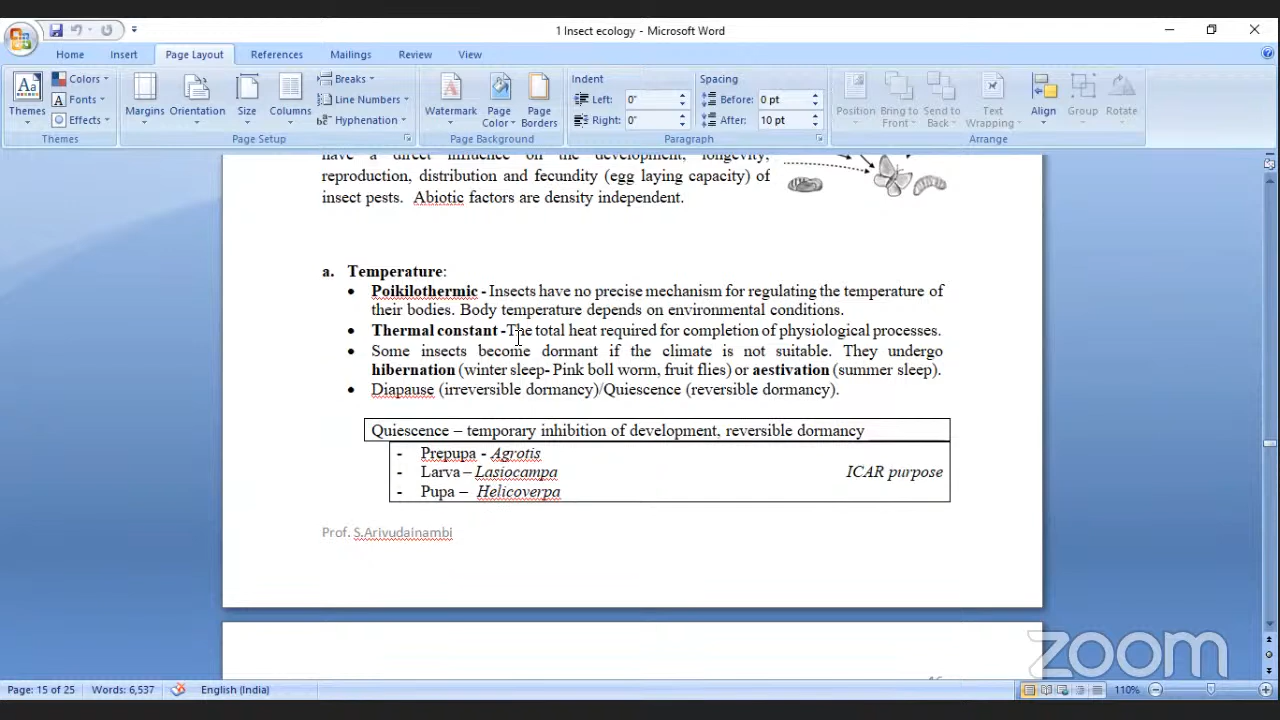 1 Insect ecology - Microsoft Word
Home Insert Page Layout References Mailings Review View
Aa Themes Colors Fonts Effects Margins Orientation Size Columns Breaks Line Numbers Hyphenation Watermark Page Color Page Borders Indent Left: 0" Right: 0" Spacing Before: 0 pt After: 10 pt Position Bring to Front Send to Back Text Wrapping Align Group Rotate
Themes Page Setup Page Background Paragraph Arrange
have a direct influence on the development, longevity,
reproduction, distribution and fecundity (egg laying capacity) of
insect pests. Abiotic factors are density independent.
a. Temperature:
• Poikilothermic - Insects have no precise mechanism for regulating the temperature of
their bodies. Body temperature depends on environmental conditions.
• Thermal constant -The total heat required for completion of physiological processes.
• Some insects become dormant if the climate is not suitable. They undergo
hibernation (winter sleep- Pink boll worm, fruit flies) or aestivation (summer sleep).
• Diapause (irreversible dormancy)/Quiescence (reversible dormancy).
Quiescence – temporary inhibition of development, reversible dormancy
- Prepupa - Agrotis
- Larva – Lasiocampa ICAR purpose
- Pupa – Helicoverpa
Prof. S.Arivudainambi
zoom
Page: 15 of 25 Words: 6,537 English (India) 110%